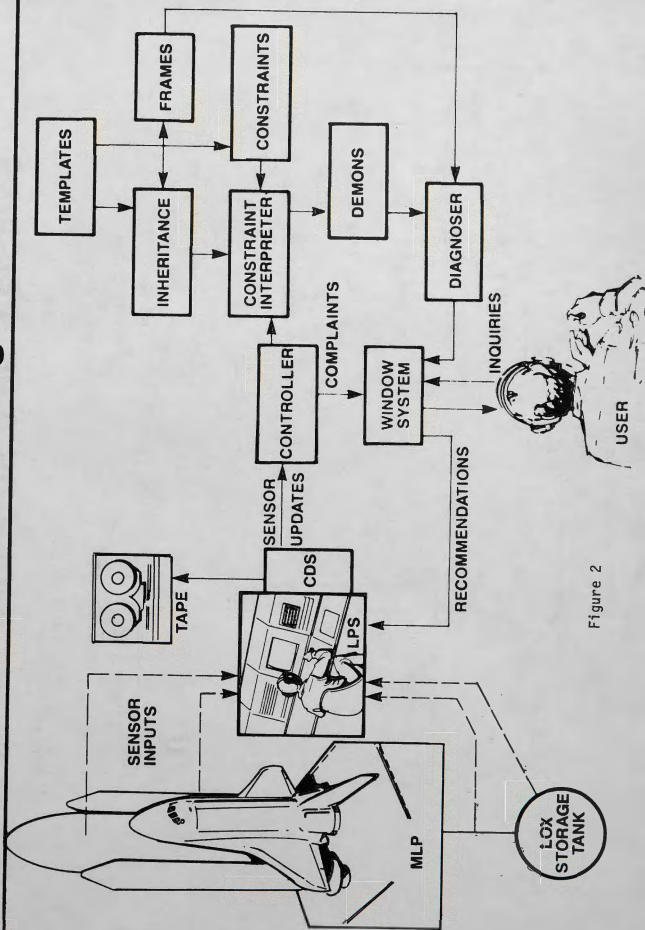 TEMPLATES
FRAMES
INHERITANCE
CONSTRAINTS
CONSTRAINT
INTERPRETER
DEMONS
DIAGNOSER
CONTROLLER
COMPLAINTS
WINDOW
SYSTEM
INQUIRIES
USER
SENSOR
UPDATES
RECOMMENDATIONS
TAPE
CDS
LPS
SENSOR
INPUTS
MLP
LOX
STORAGE
TANK
Figure 2